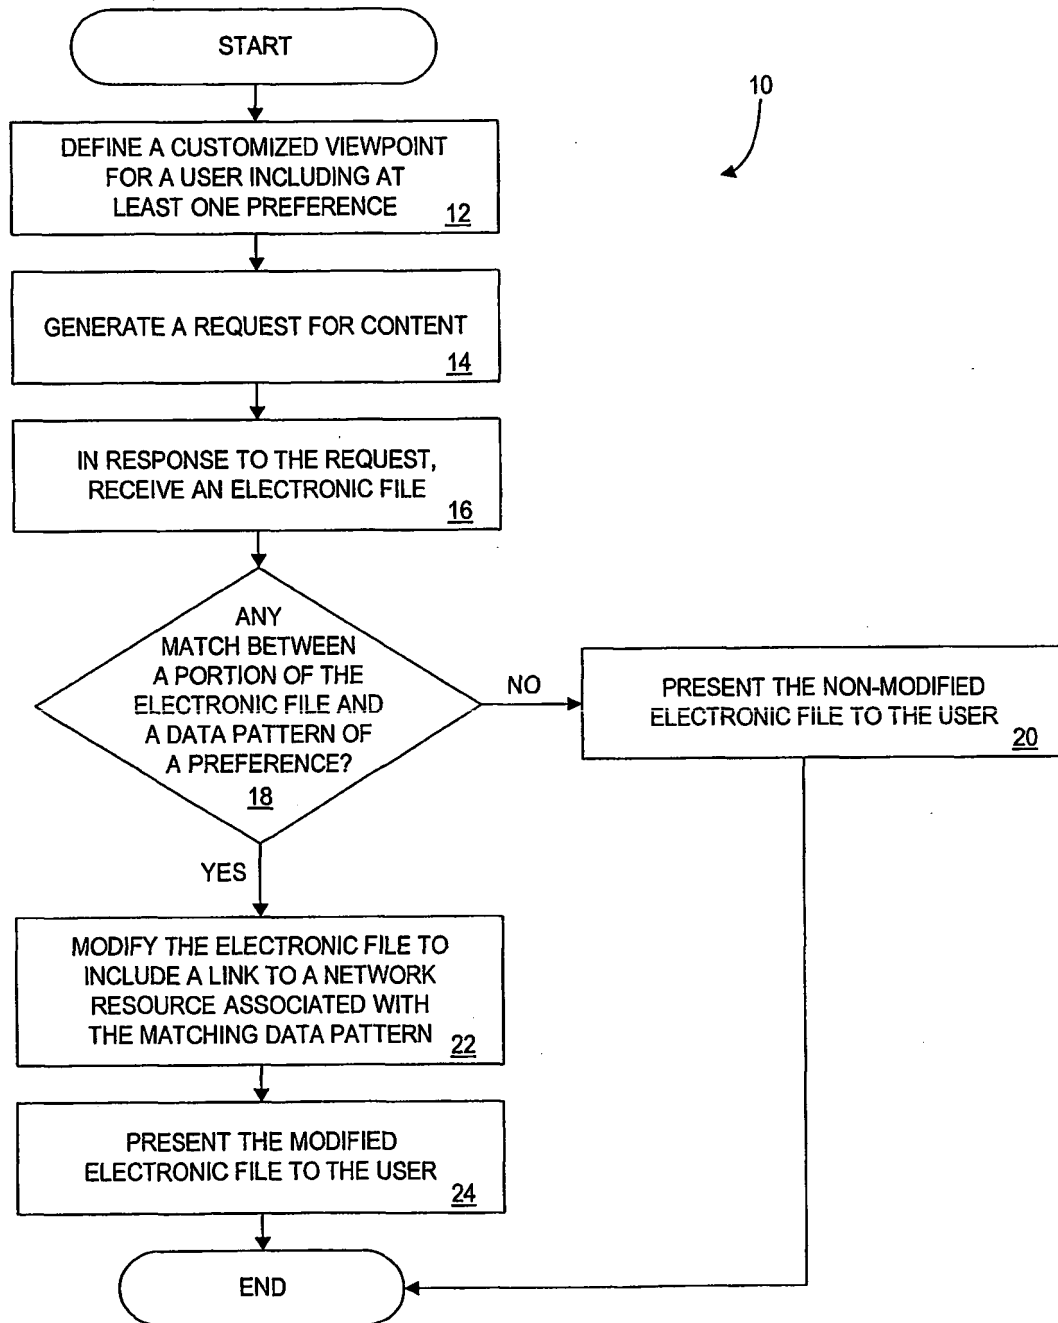 START
10
DEFINE A CUSTOMIZED VIEWPOINT
FOR A USER INCLUDING AT
LEAST ONE PREFERENCE
12
GENERATE A REQUEST FOR CONTENT
14
IN RESPONSE TO THE REQUEST,
RECEIVE AN ELECTRONIC FILE
16
ANY
MATCH BETWEEN
A PORTION OF THE
ELECTRONIC FILE AND
A DATA PATTERN OF
A PREFERENCE?
18
NO
PRESENT THE NON-MODIFIED
ELECTRONIC FILE TO THE USER
20
YES
MODIFY THE ELECTRONIC FILE TO
INCLUDE A LINK TO A NETWORK
RESOURCE ASSOCIATED WITH
THE MATCHING DATA PATTERN
22
PRESENT THE MODIFIED
ELECTRONIC FILE TO THE USER
24
END